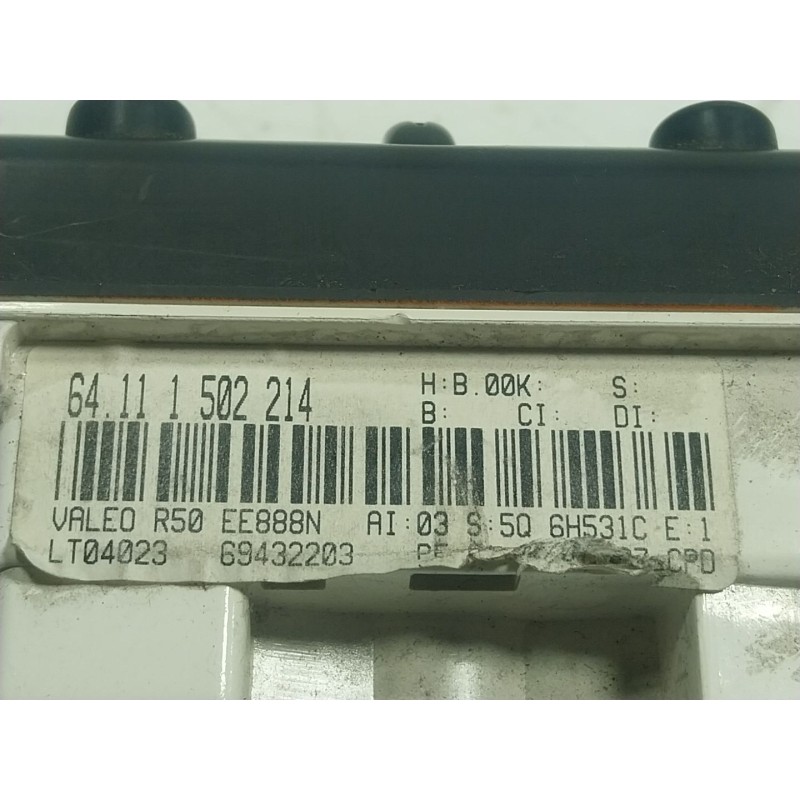 64.11 1 502 214
H:B.00K: S:
B: CI: DI:
VALEO R50 EE888N AI:03 S:5Q 6H531C E:1
LT04023 69432203 CPD